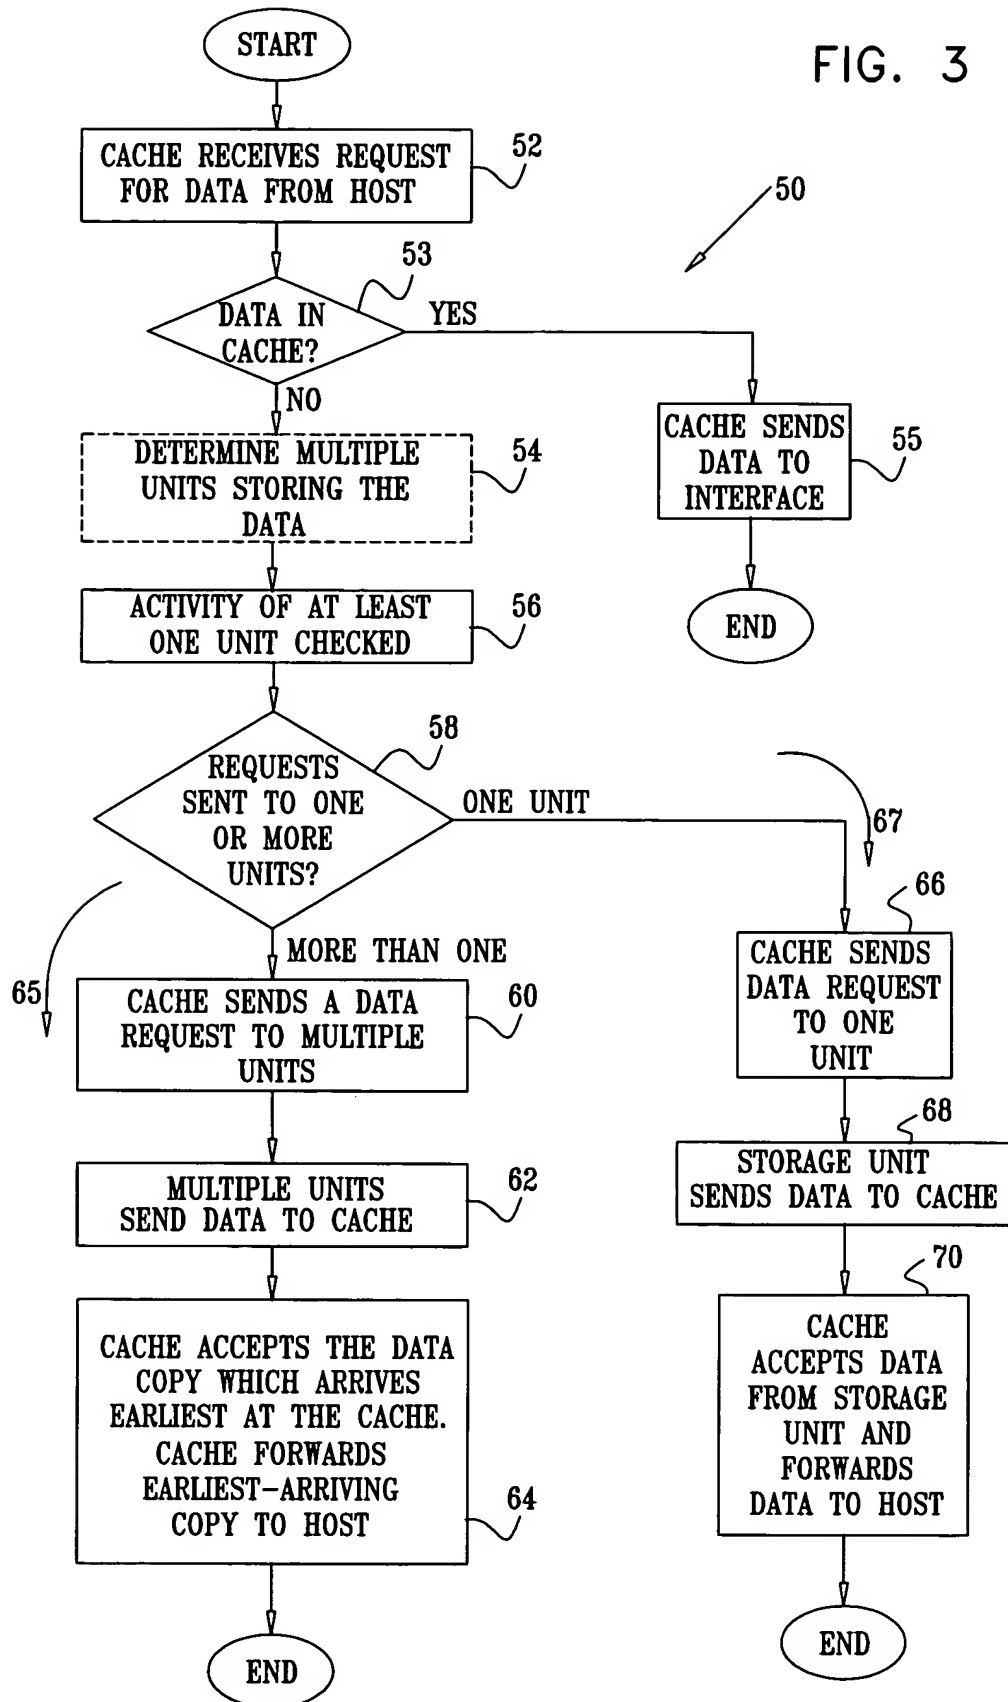 START
FIG. 3
CACHE RECEIVES REQUEST
FOR DATA FROM HOST
52
50
53
DATA IN
CACHE?
YES
NO
DETERMINE MULTIPLE
UNITS STORING THE
DATA
54
CACHE SENDS
DATA TO
INTERFACE
55
END
ACTIVITY OF AT LEAST
ONE UNIT CHECKED
56
58
REQUESTS
SENT TO ONE
OR MORE
UNITS?
ONE UNIT
67
65
MORE THAN ONE
CACHE SENDS A DATA
REQUEST TO MULTIPLE
UNITS
60
MULTIPLE UNITS
SEND DATA TO CACHE
62
CACHE ACCEPTS THE DATA
COPY WHICH ARRIVES
EARLIEST AT THE CACHE.
CACHE FORWARDS
EARLIEST-ARRIVING
COPY TO HOST
64
END
66
CACHE SENDS
DATA REQUEST
TO ONE
UNIT
68
STORAGE UNIT
SENDS DATA TO CACHE
70
CACHE
ACCEPTS DATA
FROM STORAGE
UNIT AND
FORWARDS
DATA TO HOST
END